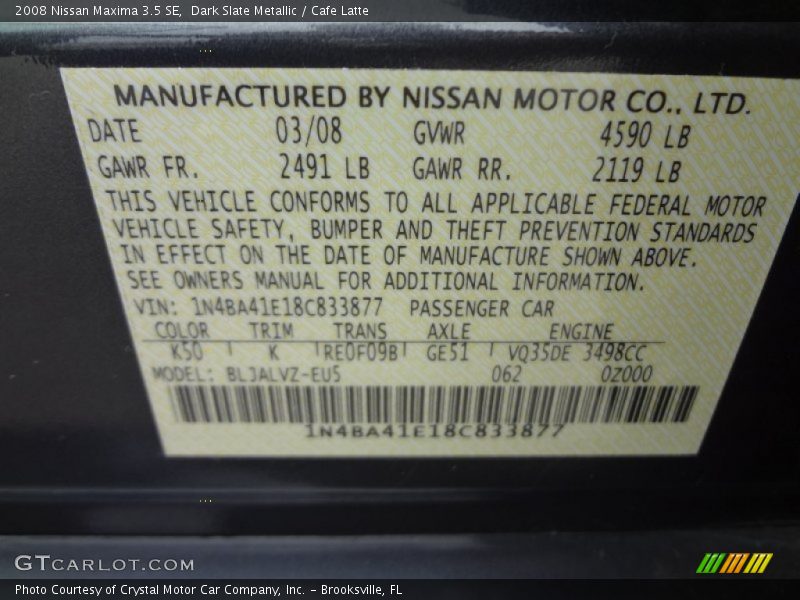 2008 Nissan Maxima 3.5 SE,  Dark Slate Metallic / Cafe Latte
MANUFACTURED BY NISSAN MOTOR CO., LTD.
DATE 03/08 GVWR 4590 LB
GAWR FR. 2491 LB GAWR RR. 2119 LB
THIS VEHICLE CONFORMS TO ALL APPLICABLE FEDERAL MOTOR
VEHICLE SAFETY, BUMPER AND THEFT PREVENTION STANDARDS
IN EFFECT ON THE DATE OF MANUFACTURE SHOWN ABOVE.
SEE OWNERS MANUAL FOR ADDITIONAL INFORMATION.
VIN: 1N4BA41E18C833877 PASSENGER CAR
COLOR TRIM TRANS AXLE ENGINE
K50 K RE0F09B GE51 VQ35DE 3498CC
MODEL: BLJALVZ-EU5 062 0Z000
1N4BA41E18C833877
GTCARLOT.COM
Photo Courtesy of Crystal Motor Car Company, Inc. – Brooksville, FL